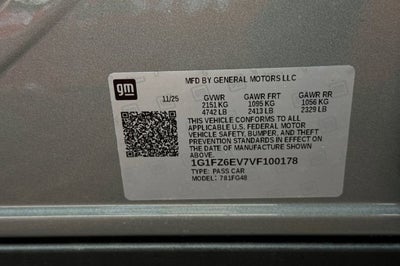 gm
MFD BY GENERAL MOTORS LLC
11/25 GVWR GAWR FRT GAWR RR
2151 KG 1095 KG 1056 KG
4742 LB 2413 LB 2329 LB
THIS VEHICLE CONFORMS TO ALL
APPLICABLE U.S. FEDERAL MOTOR
VEHICLE SAFETY, BUMPER, AND THEFT
PREVENTION STANDARDS IN EFFECT ON
THE DATE OF MANUFACTURE SHOWN
ABOVE.
1G1FZ6EV7VF100178
TYPE: PASS CAR
MODEL: 781FG48